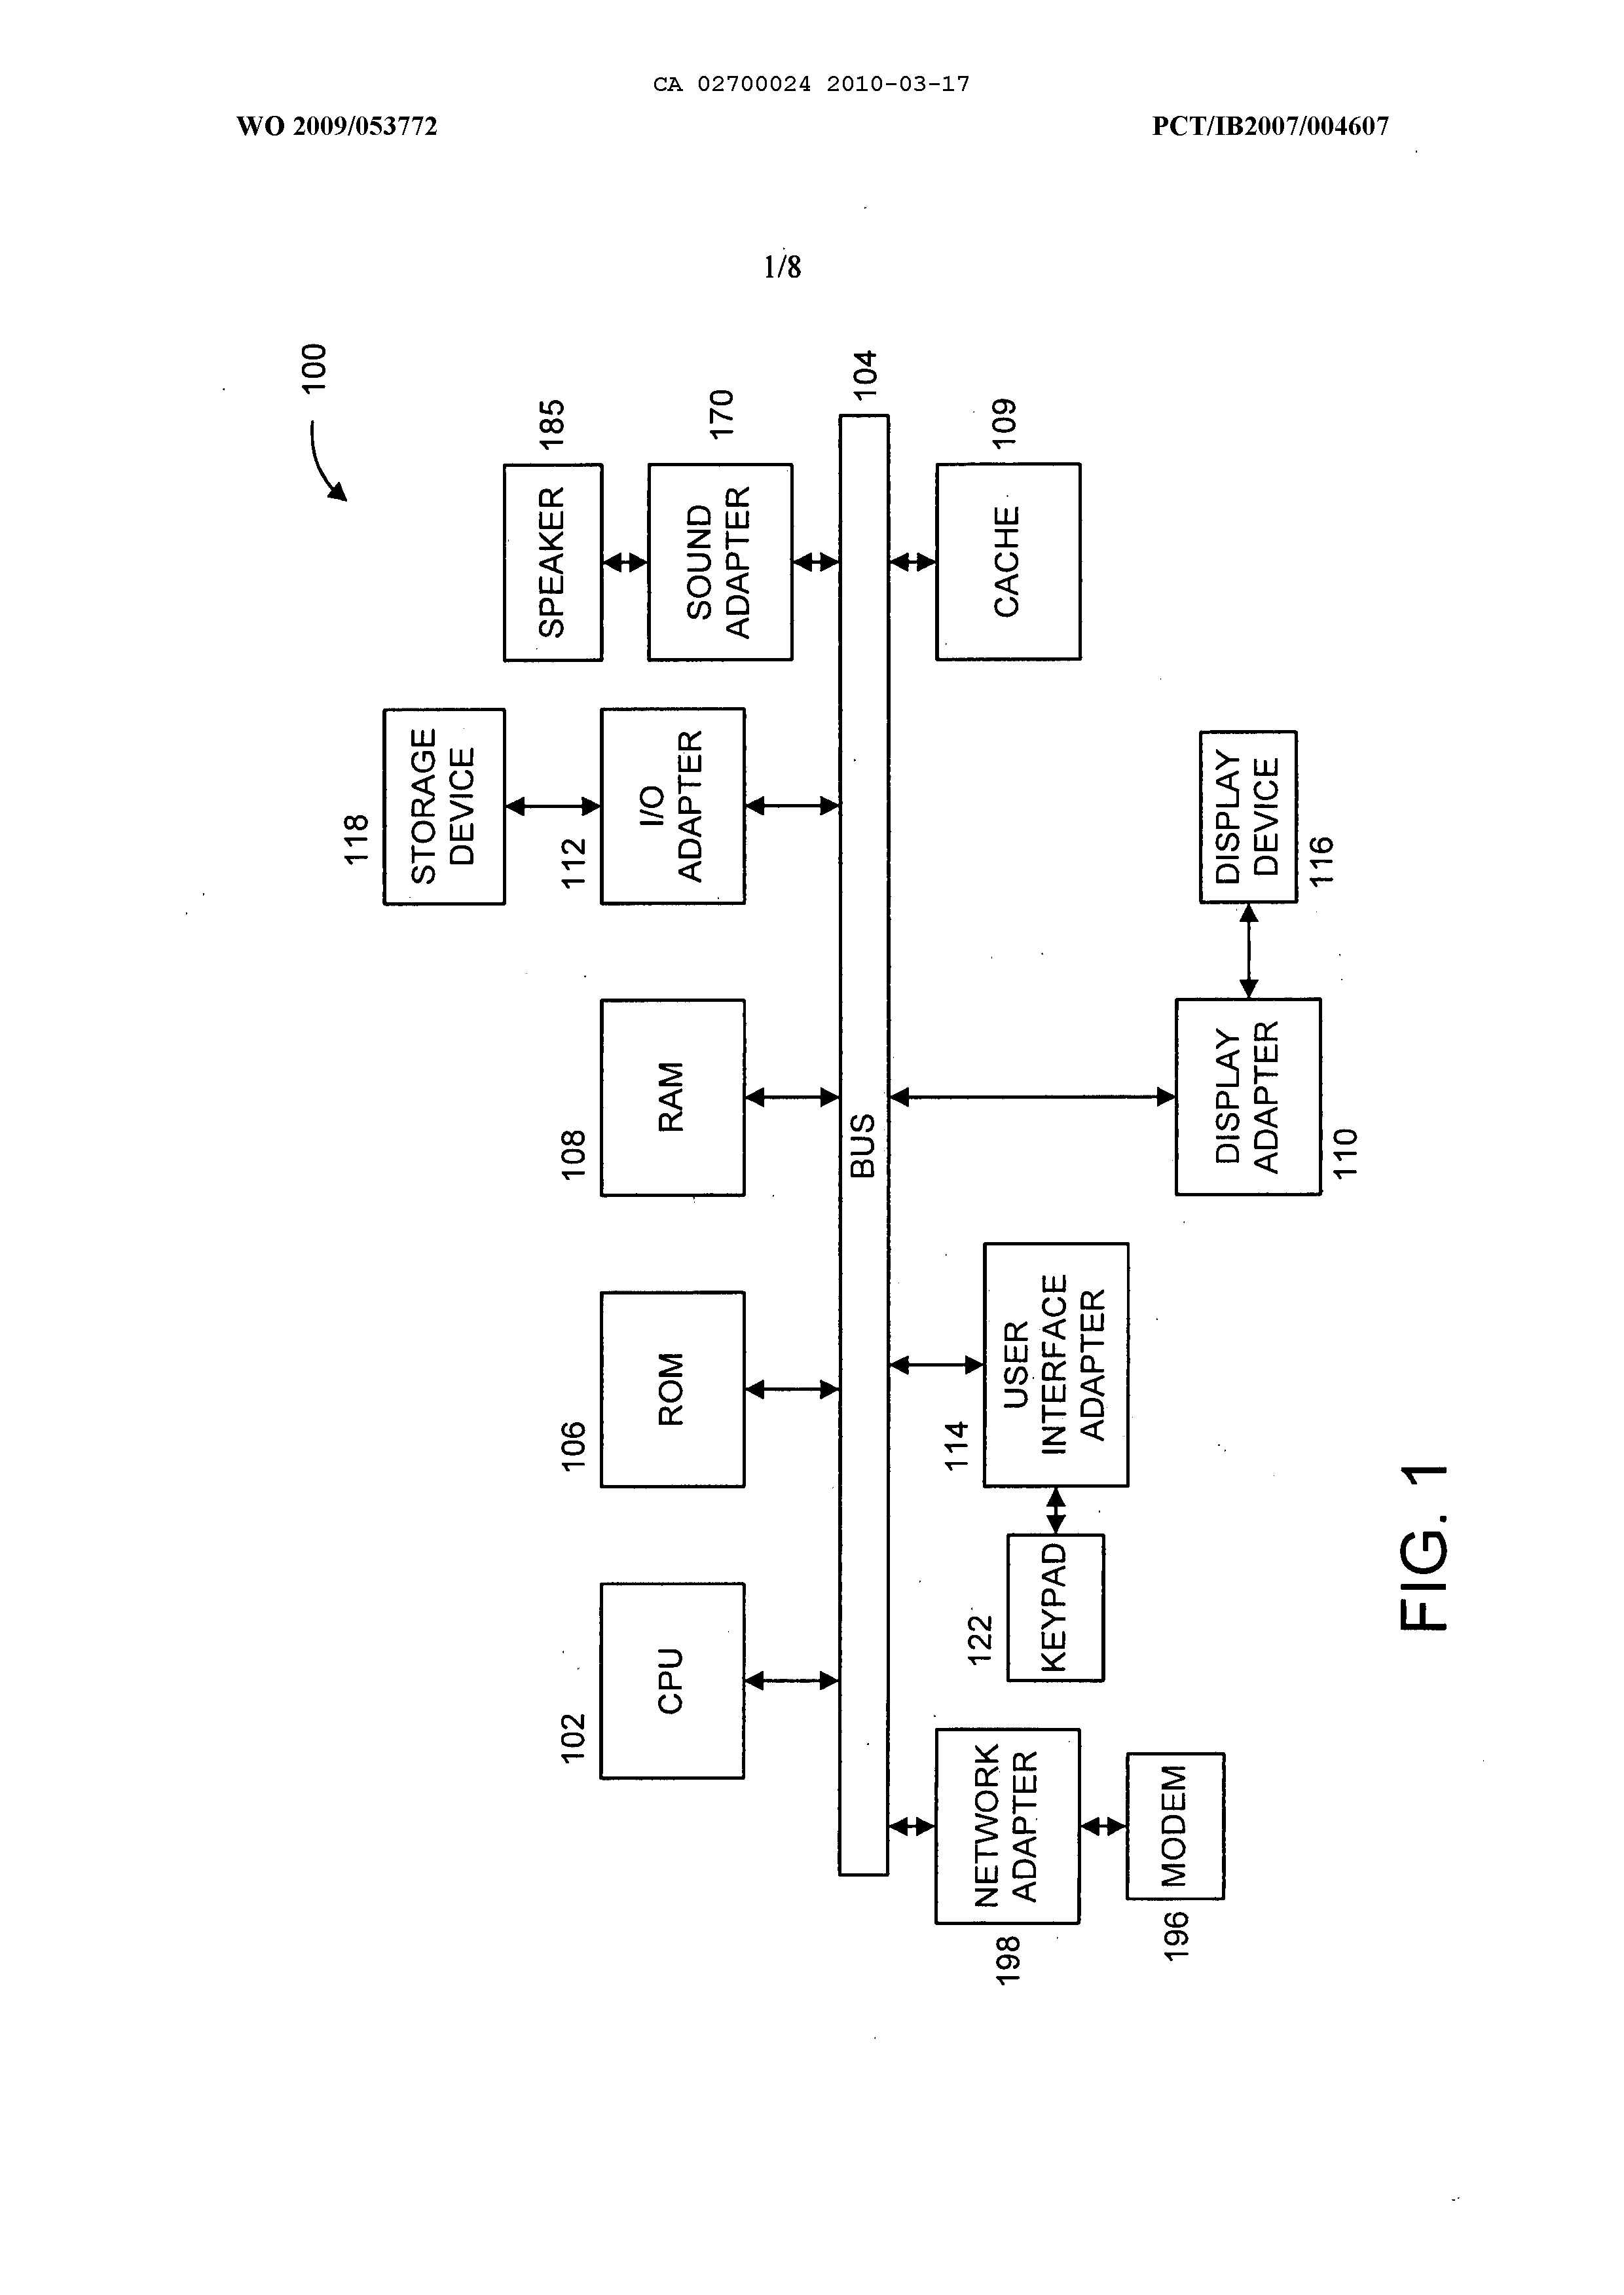 CA 02700024 2010-03-17
WO 2009/053772
PCT/IB2007/004607
1/8
100
118
STORAGE
DEVICE
185
SPEAKER
102
CPU
106
ROM
108
RAM
112
I/O
ADAPTER
170
SOUND
ADAPTER
BUS
104
198
NETWORK
ADAPTER
196
MODEM
122
KEYPAD
114
USER
INTERFACE
ADAPTER
109
CACHE
110
DISPLAY
ADAPTER
116
DISPLAY
DEVICE
FIG. 1